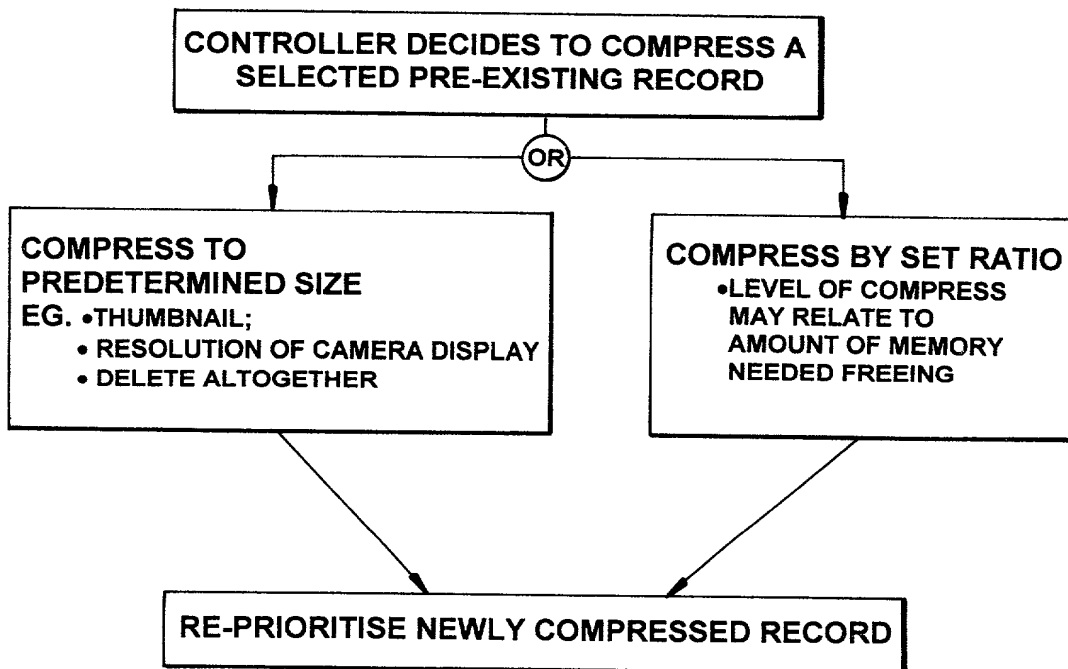 CONTROLLER DECIDES TO COMPRESS A
SELECTED PRE-EXISTING RECORD
OR
COMPRESS TO
PREDETERMINED SIZE
EG. •THUMBNAIL;
• RESOLUTION OF CAMERA DISPLAY
• DELETE ALTOGETHER
COMPRESS BY SET RATIO
•LEVEL OF COMPRESS
MAY RELATE TO
AMOUNT OF MEMORY
NEEDED FREEING
RE-PRIORITISE NEWLY COMPRESSED RECORD